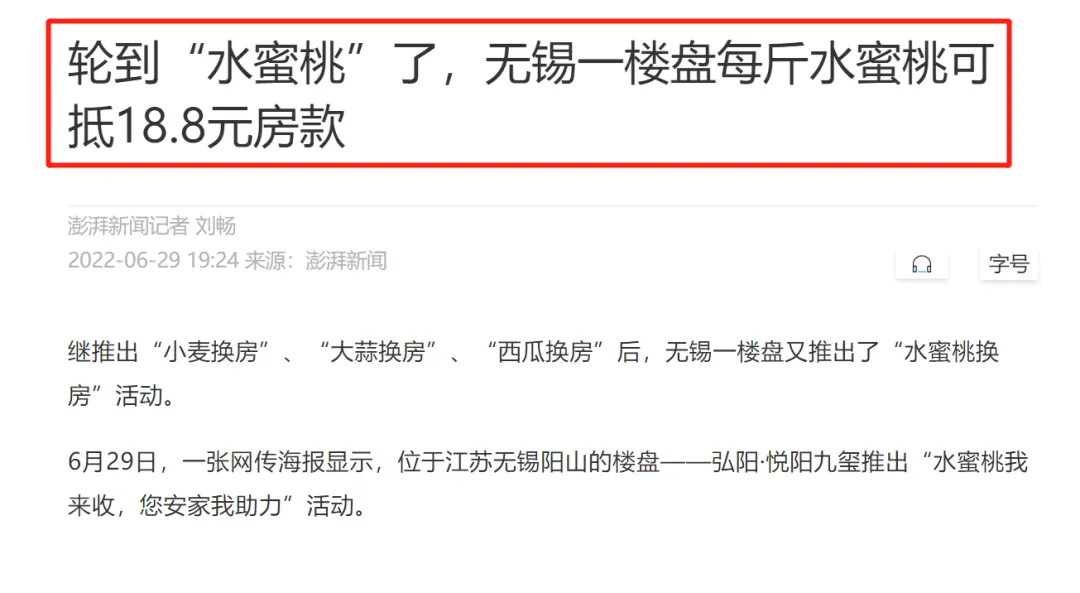 轮到“水蜜桃”了，无锡一楼盘每斤水蜜桃可
抵18.8元房款
澎湃新闻记者 刘畅
2022-06-29 19:24 来源：澎湃新闻
字号
继推出“小麦换房”、“大蒜换房”、“西瓜换房”后，无锡一楼盘又推出了“水蜜桃换
房”活动。
6月29日，一张网传海报显示，位于江苏无锡阳山的楼盘——弘阳·悦阳九玺推出“水蜜桃我
来收，您安家我助力”活动。